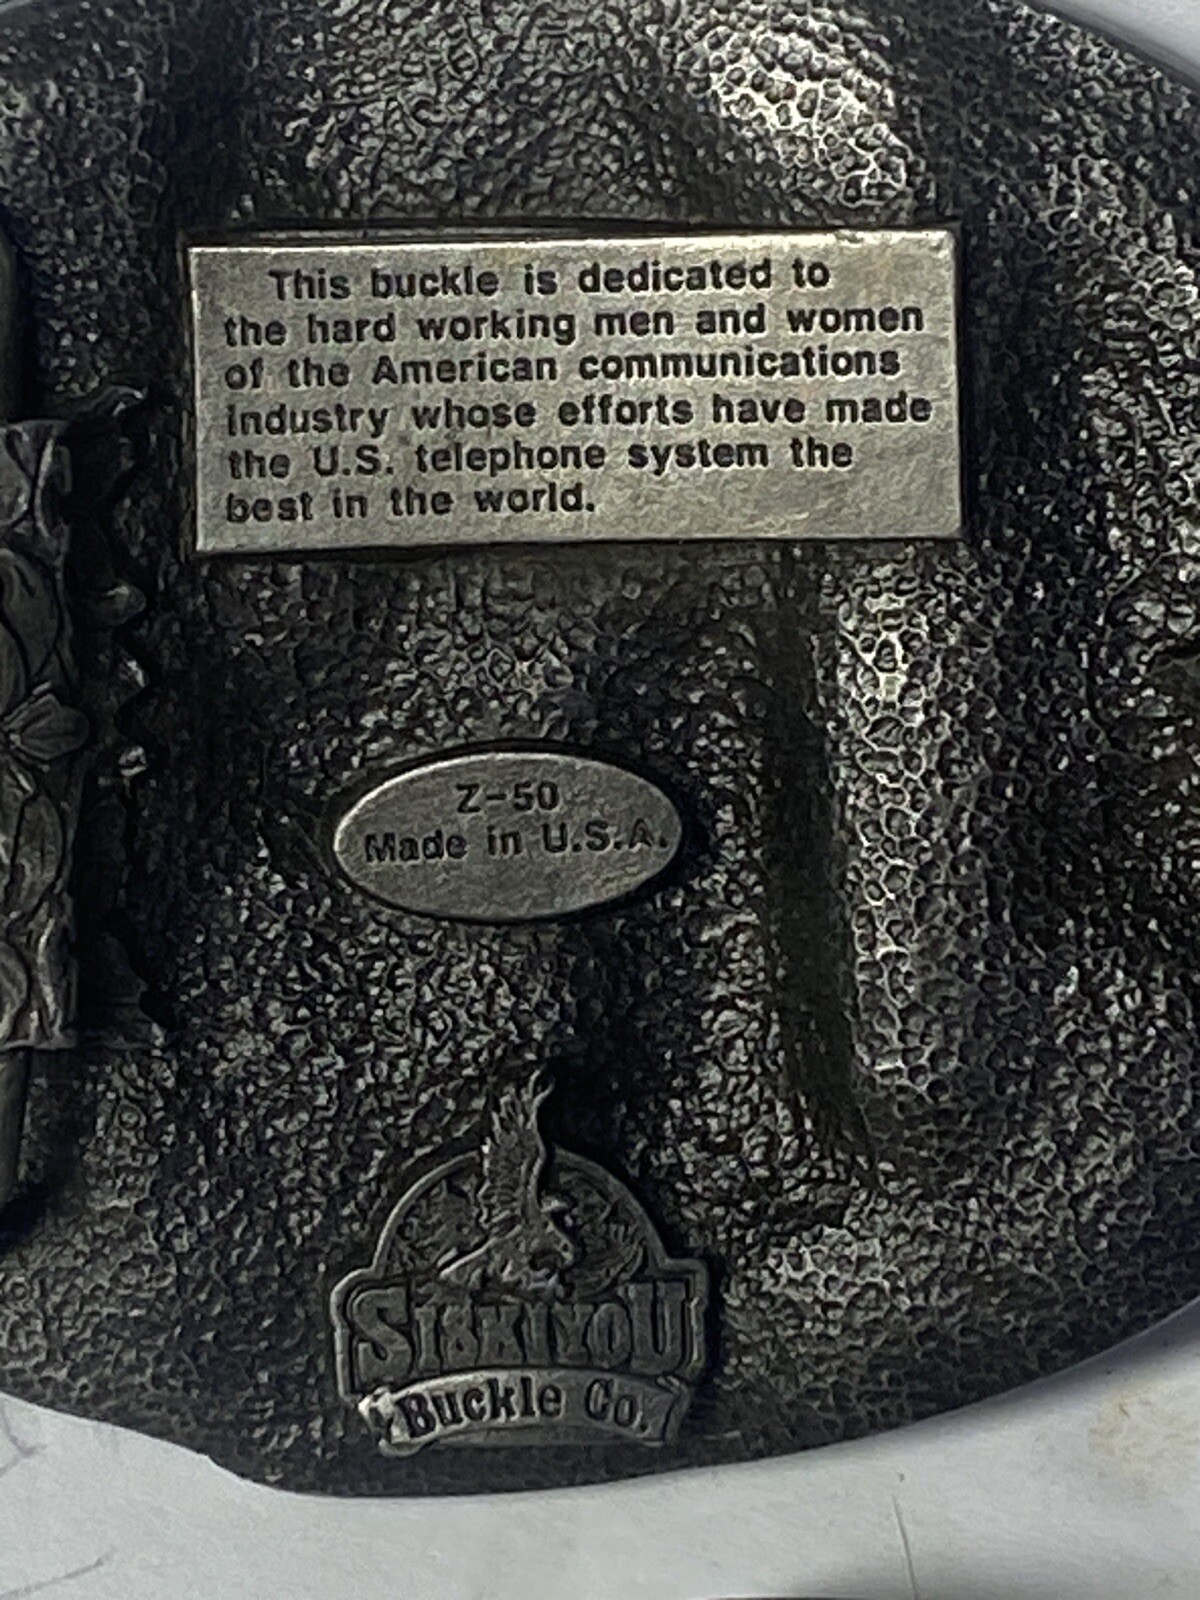 This buckle is dedicated to
the hard working men and women
of the American communications
industry whose efforts have made
the U.S. telephone system the
best in the world.
Z-50
Made in U.S.A.
SISKIYOU
Buckle Co.